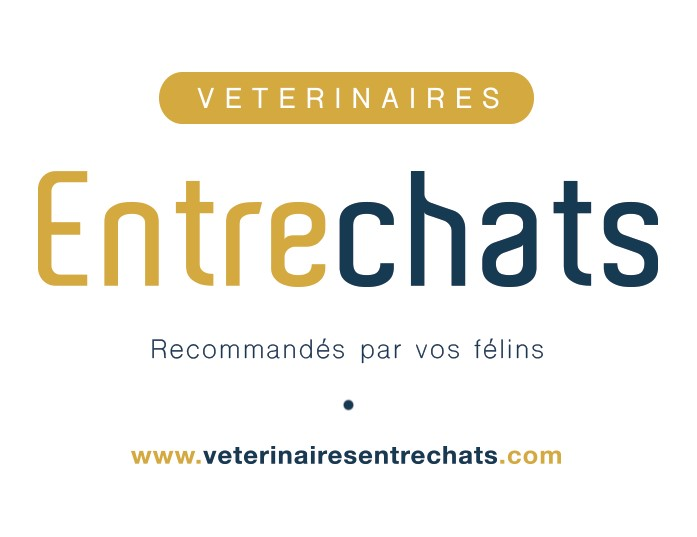 VETERINAIRES
Entrechats
Recommandés par vos félins
www.veterinairesentrechats.com